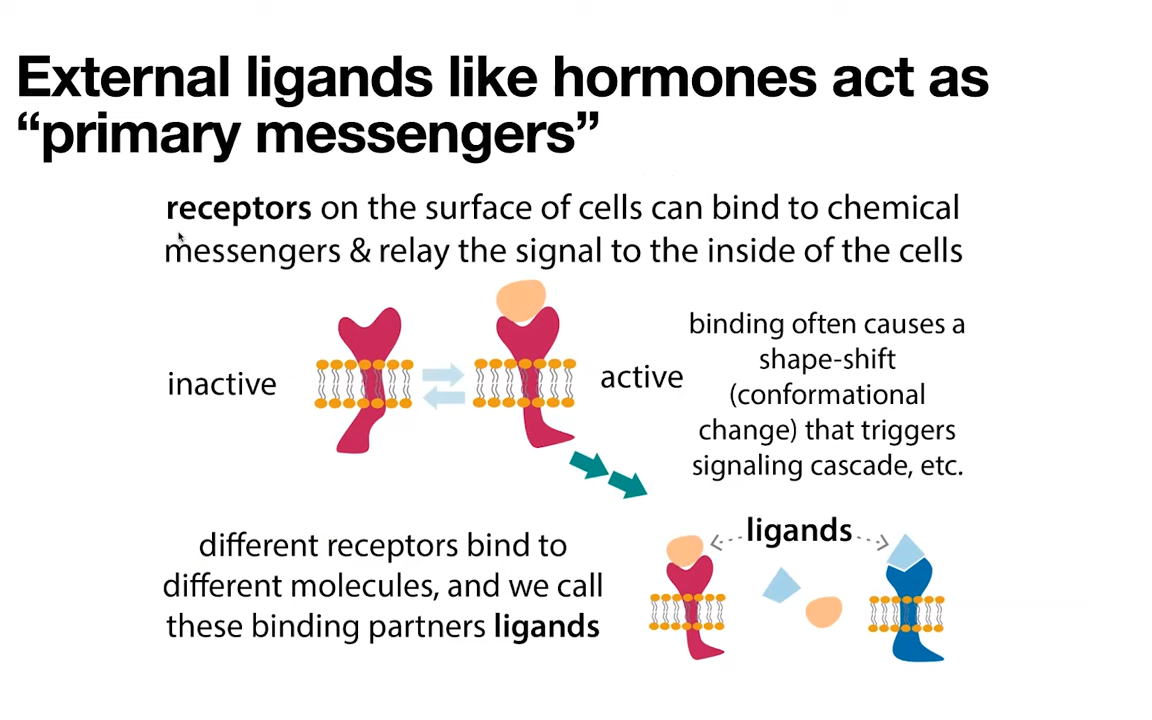 External ligands like hormones act as
“primary messengers”
receptors on the surface of cells can bind to chemical
messengers & relay the signal to the inside of the cells
inactive
active
binding often causes a
shape-shift
(conformational
change) that triggers
signaling cascade, etc.
different receptors bind to
different molecules, and we call
these binding partners ligands
ligands